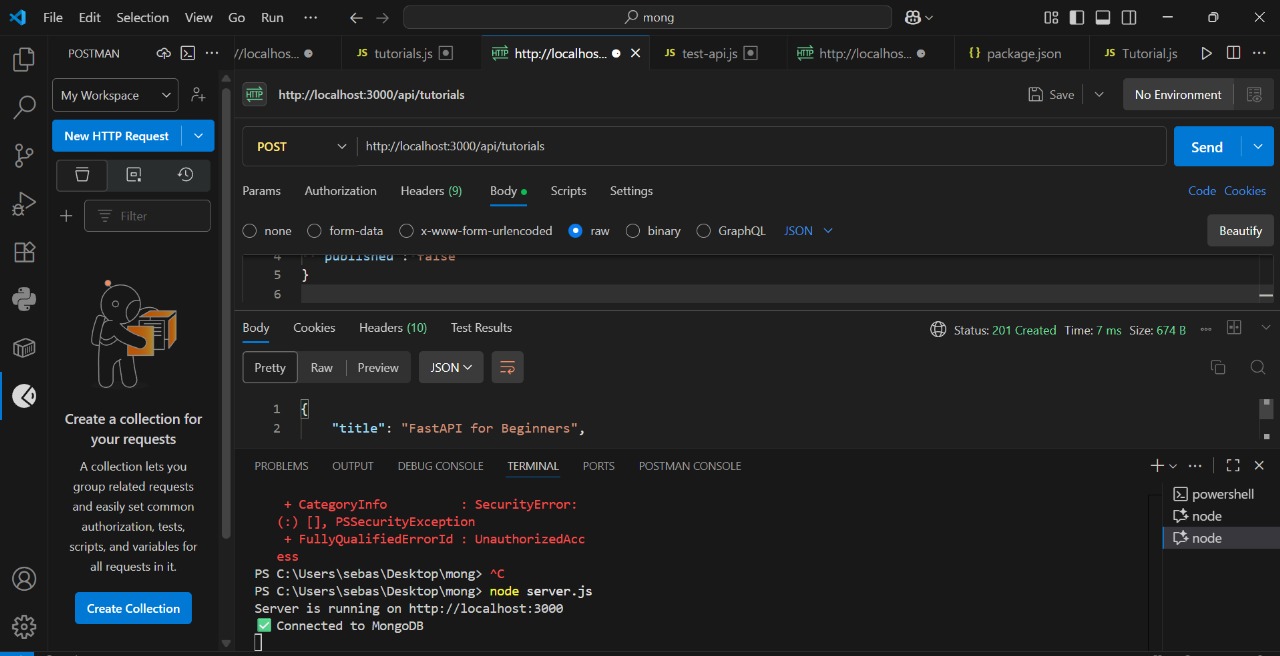 File Edit Selection View Go Run ··· mong
POSTMAN ··· //localhos... JS tutorials.js HTTP http://localhos... JS test-api.js HTTP http://localhos... {} package.json JS Tutorial.js ···
My Workspace
HTTP http://localhost:3000/api/tutorials Save No Environment
New HTTP Request
POST http://localhost:3000/api/tutorials Send
Params Authorization Headers (9) Body Scripts Settings Code Cookies
Filter
none form-data x-www-form-urlencoded raw binary GraphQL JSON Beautify
4 "published": "false"
5 }
6
Body Cookies Headers (10) Test Results Status: 201 Created Time: 7 ms Size: 674 B
Pretty Raw Preview JSON
1 {
2 "title": "FastAPI for Beginners",
Create a collection for
your requests
A collection lets you
group related requests
and easily set common
authorization, tests,
scripts, and variables for
all requests in it.
Create Collection
PROBLEMS OUTPUT DEBUG CONSOLE TERMINAL PORTS POSTMAN CONSOLE
+ CategoryInfo : SecurityError:
(:) [], PSSecurityException
+ FullyQualifiedErrorId : UnauthorizedAcc
ess
PS C:\Users\sebas\Desktop\mong> ^C
PS C:\Users\sebas\Desktop\mong> node server.js
Server is running on http://localhost:3000
✅ Connected to MongoDB
powershell
node
node